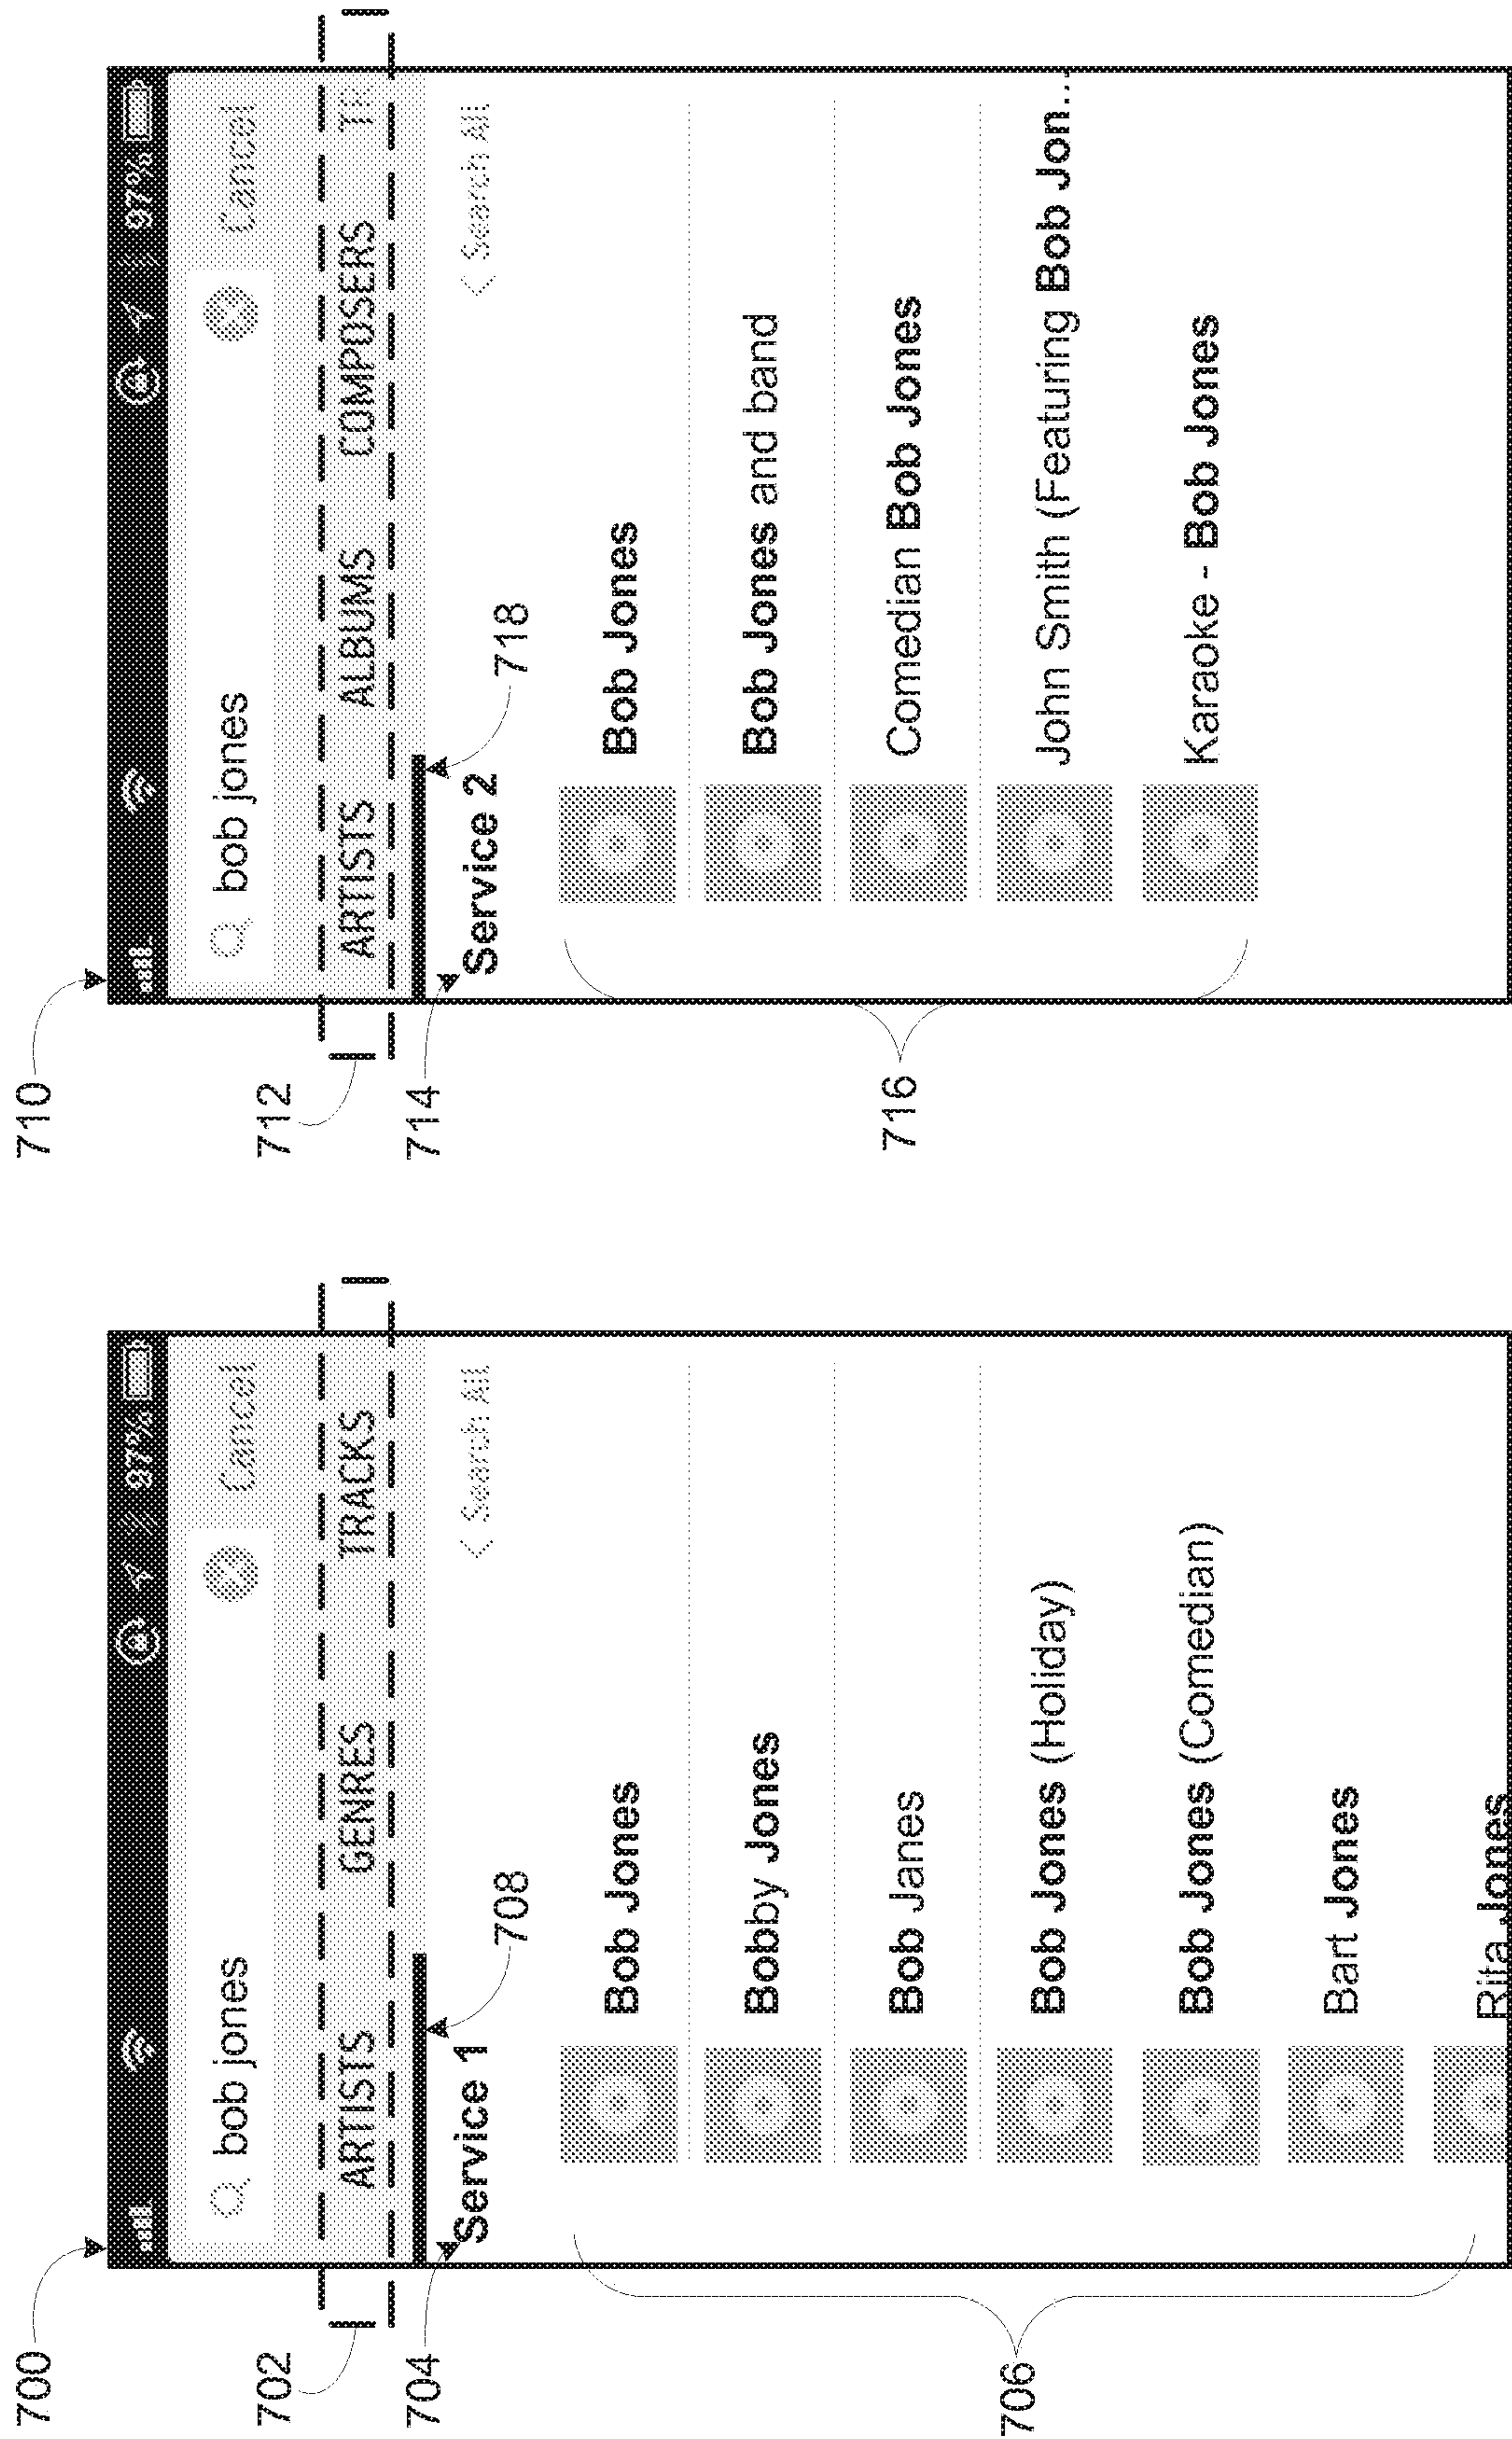 700
97%
bob jones
Cancel
702
ARTISTS GENRES TRACKS
704
Service 1
< Search All
708
706
Bob Jones
Bobby Jones
Bob Janes
Bob Jones (Holiday)
Bob Jones (Comedian)
Bart Jones
Rita Jones
710
97%
bob jones
Cancel
712
ARTISTS ALBUMS COMPOSERS TR
714
Service 2
< Search All
718
716
Bob Jones
Bob Jones and band
Comedian Bob Jones
John Smith (Featuring Bob Jon...
Karaoke - Bob Jones